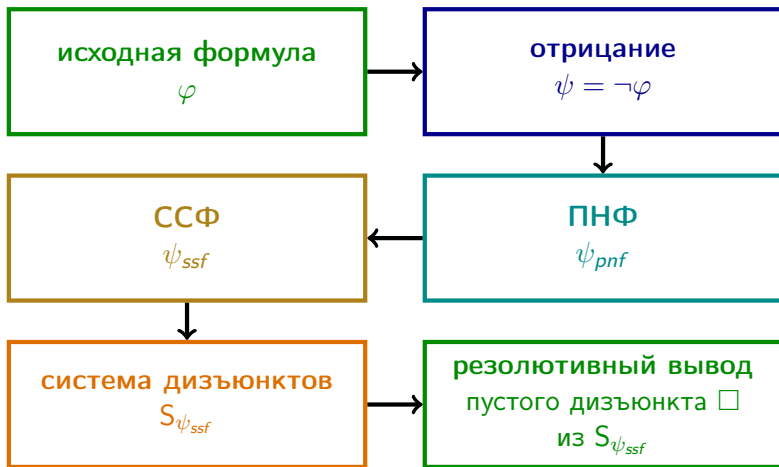 исходная формула
φ
отрицание
ψ = ¬φ
ССФ
ψ_ssf
ПНФ
ψ_pnf
система дизъюнктов
S_ψ_ssf
резолютивный вывод
пустого дизъюнкта □
из S_ψ_ssf